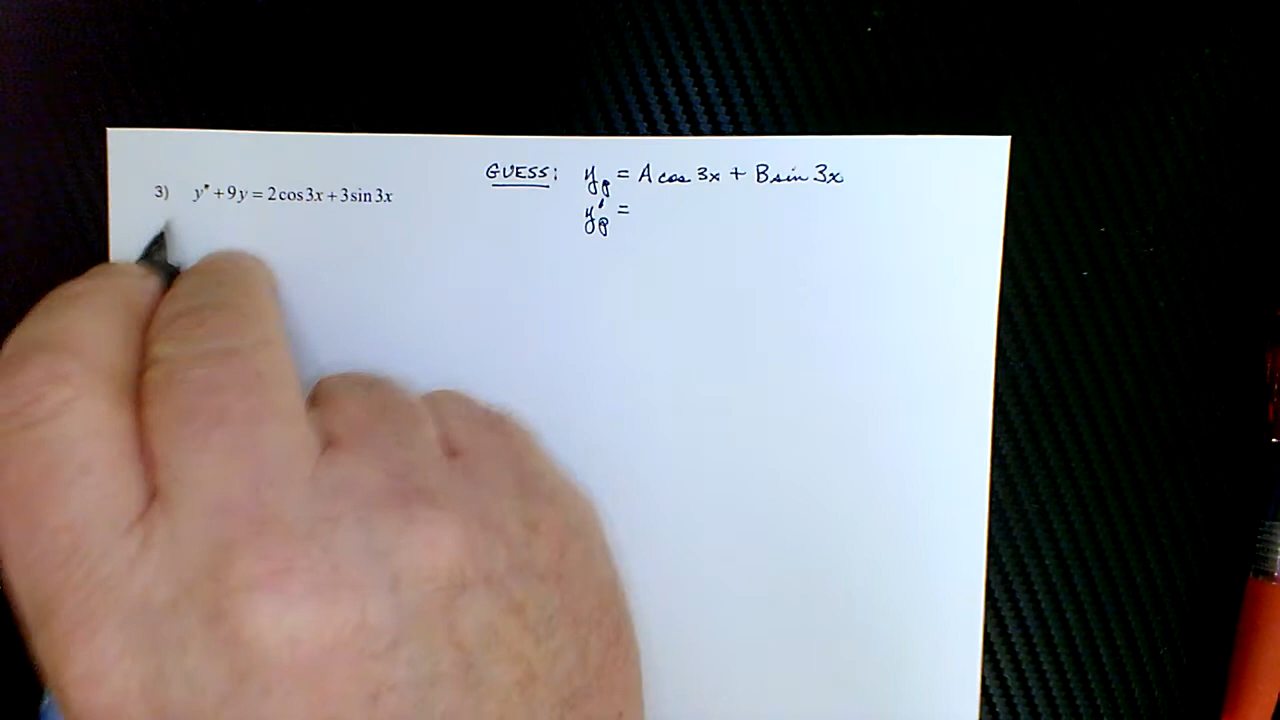 3) y" + 9y = 2cos3x + 3sin3x
GUESS: yp = A cos 3x + B sin 3x
yp' =